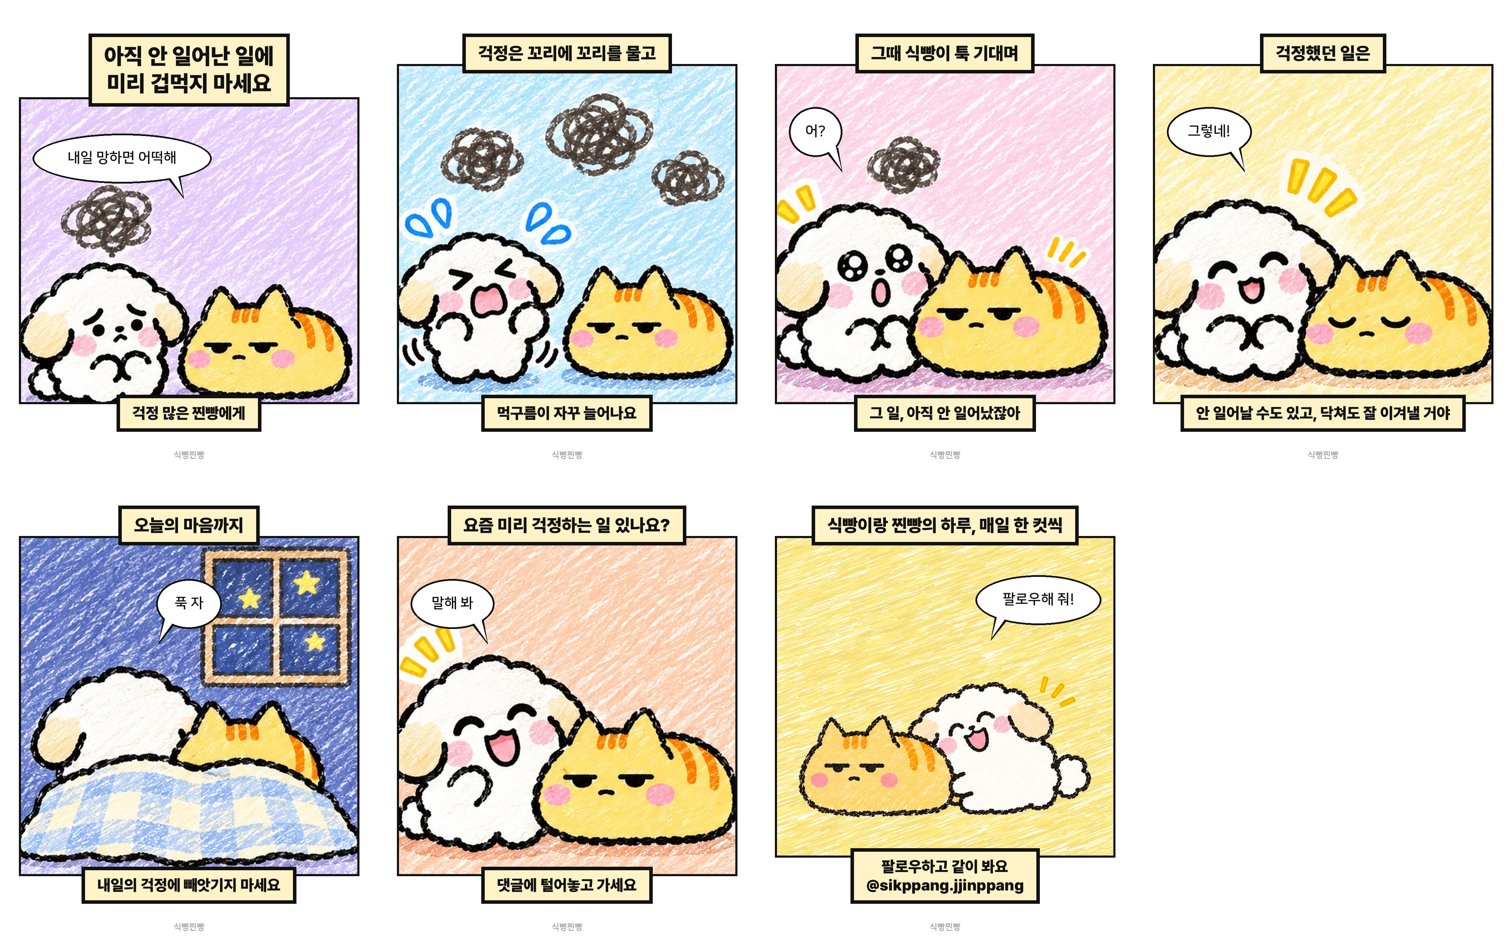 아직 안 일어난 일에
미리 겁먹지 마세요
내일 망하면 어떡해
걱정 많은 찐빵에게
식빵찐빵
걱정은 꼬리에 꼬리를 물고
먹구름이 자꾸 늘어나요
식빵찐빵
그때 식빵이 툭 기대며
어?
그 일, 아직 안 일어났잖아
식빵찐빵
걱정했던 일은
그렇네!
안 일어날 수도 있고, 닥쳐도 잘 이겨낼 거야
식빵찐빵
오늘의 마음까지
푹 자
내일의 걱정에 빼앗기지 마세요
식빵찐빵
요즘 미리 걱정하는 일 있나요?
말해 봐
댓글에 털어놓고 가세요
식빵찐빵
식빵이랑 찐빵의 하루, 매일 한 컷씩
팔로우해 줘!
팔로우하고 같이 봐요
@sikppang.jjinppang
식빵찐빵